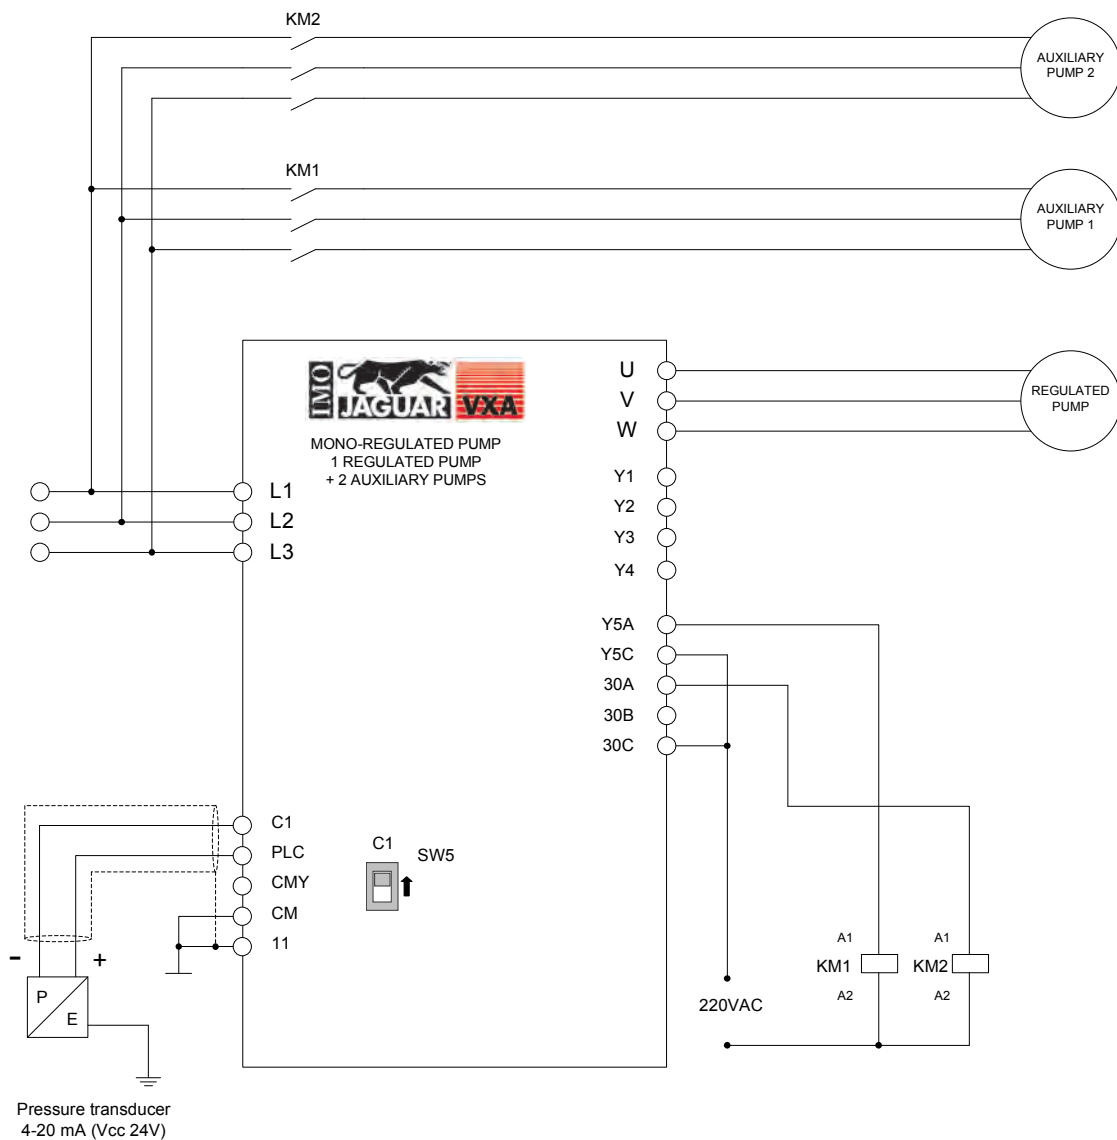 KM2
AUXILIARY
PUMP 2
KM1
AUXILIARY
PUMP 1
IMO
JAGUAR
VXA
MONO-REGULATED PUMP
1 REGULATED PUMP
+ 2 AUXILIARY PUMPS
U
V
W
REGULATED
PUMP
L1
L2
L3
Y1
Y2
Y3
Y4
Y5A
Y5C
30A
30B
30C
C1
PLC
CMY
CM
11
C1
SW5
- +
P
E
A1
KM1
A2
A1
KM2
A2
220VAC
Pressure transducer
4-20 mA (Vcc 24V)